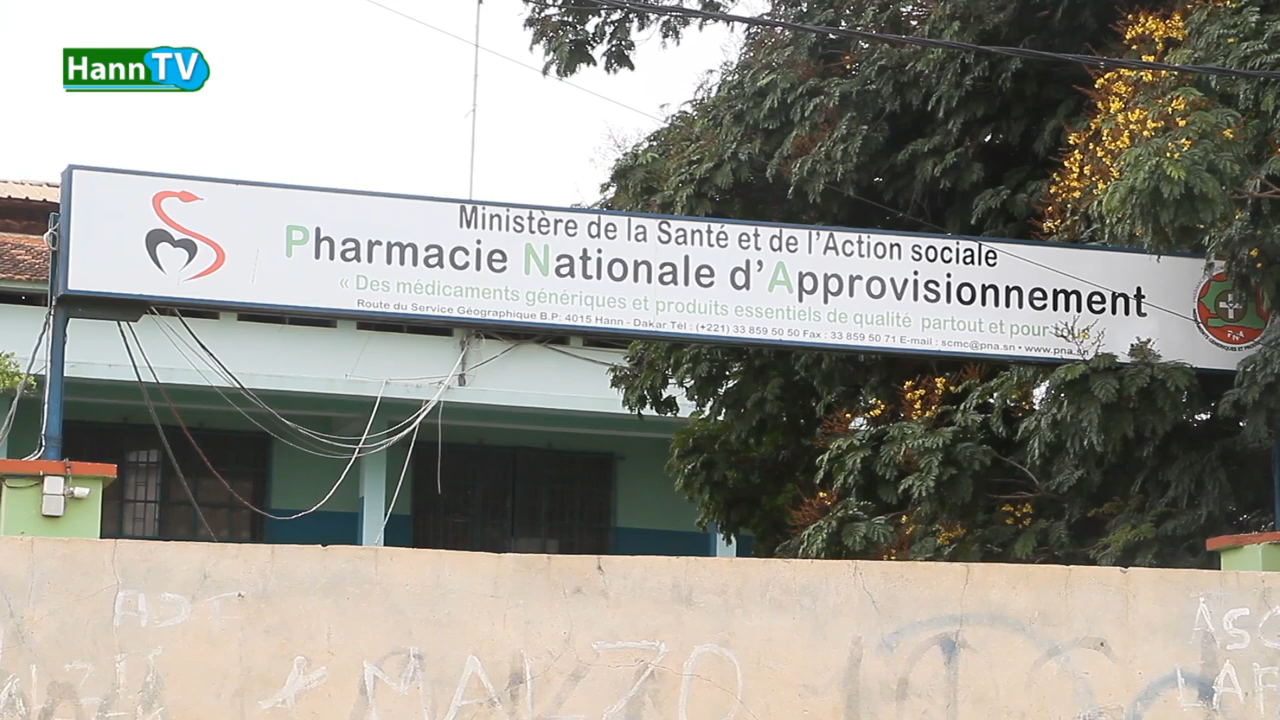 HannTV
Ministère de la Santé et de l'Action sociale
Pharmacie Nationale d'Approvisionnement
« Des médicaments génériques et produits essentiels de qualité partout et pour
Route du Service Géographique B.P: 4015 Hann - Dakar Tél : (+221) 33 859 50 50 Fax : 33 859 50 71 E-mail : scmc@pna.sn • www.pna.sn
PNA